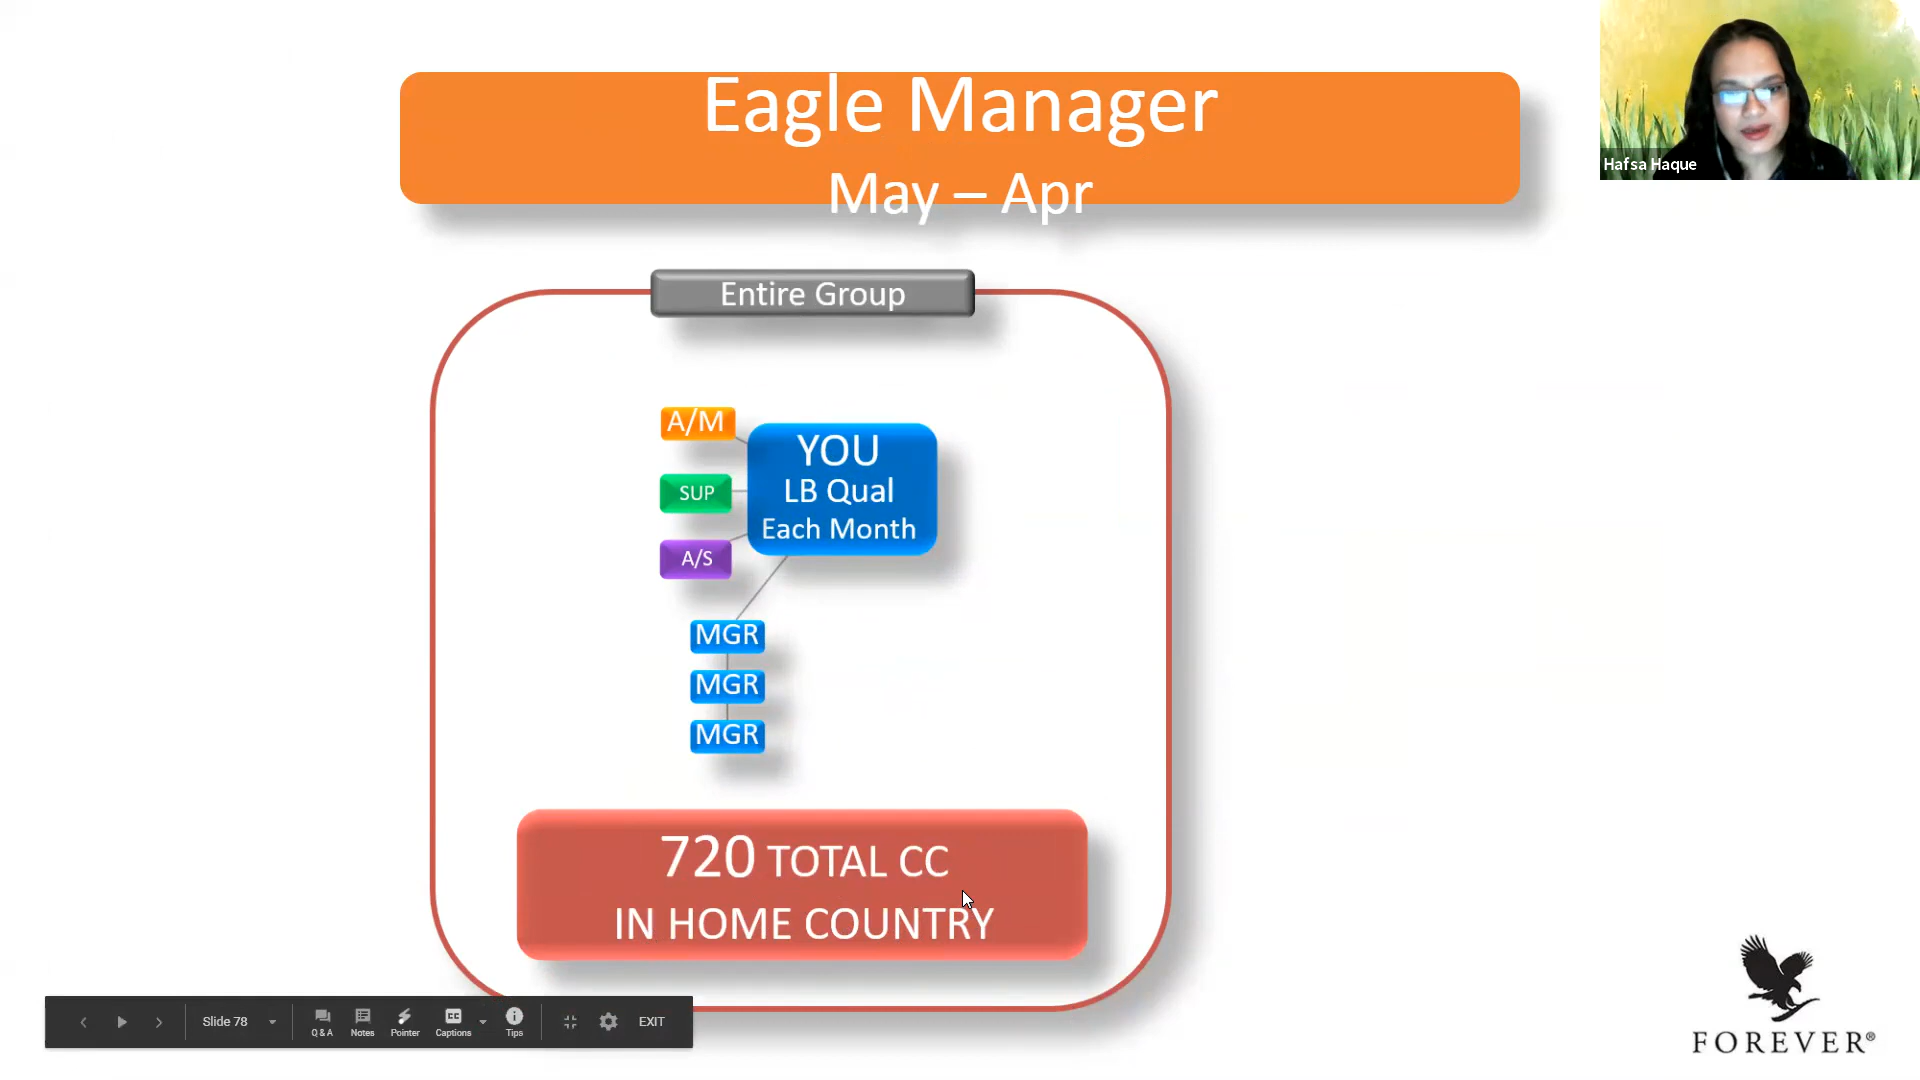 Eagle Manager
May – Apr
Hafsa Haque
Entire Group
A/M
YOU
LB Qual
Each Month
SUP
A/S
MGR
MGR
MGR
720 TOTAL CC
IN HOME COUNTRY
Slide 78
Q & A
Notes
Pointer
Captions
Tips
EXIT
FOREVER®